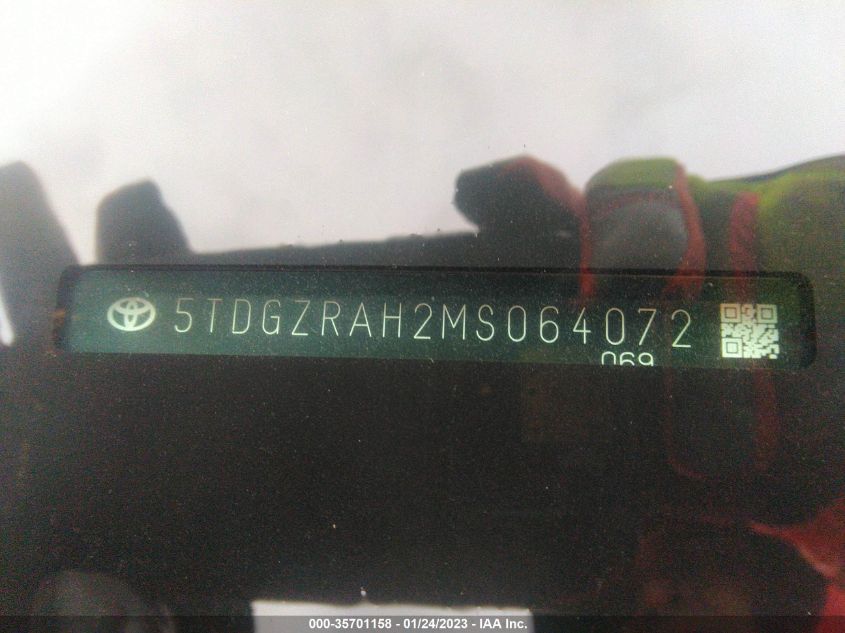 5TDGZRAH2MS064072
069
000-35701158 - 01/24/2023 - IAA Inc.